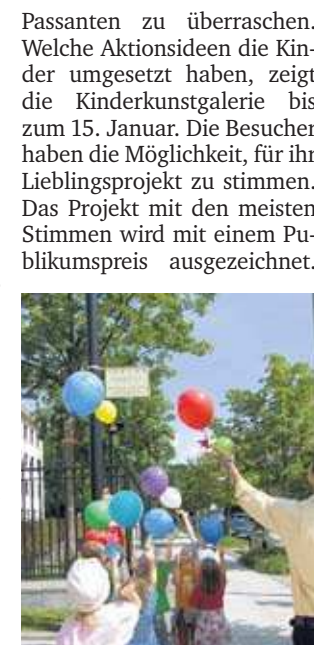 Passanten zu überraschen.
Welche Aktionsideen die Kin-
der umgesetzt haben, zeigt
die Kinderkunstgalerie bis
zum 15. Januar. Die Besucher
haben die Möglichkeit, für ihr
Lieblingsprojekt zu stimmen.
Das Projekt mit den meisten
Stimmen wird mit einem Pu-
blikumspreis ausgezeichnet.